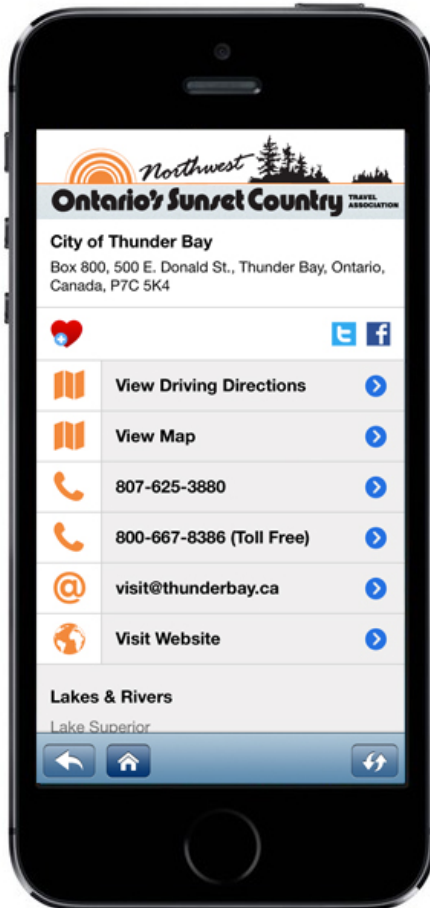 Northwest
Ontario's Sunset Country TRAVEL
ASSOCIATION
City of Thunder Bay
Box 800, 500 E. Donald St., Thunder Bay, Ontario,
Canada, P7C 5K4
View Driving Directions
View Map
807-625-3880
800-667-8386 (Toll Free)
visit@thunderbay.ca
Visit Website
Lakes & Rivers
Lake Superior